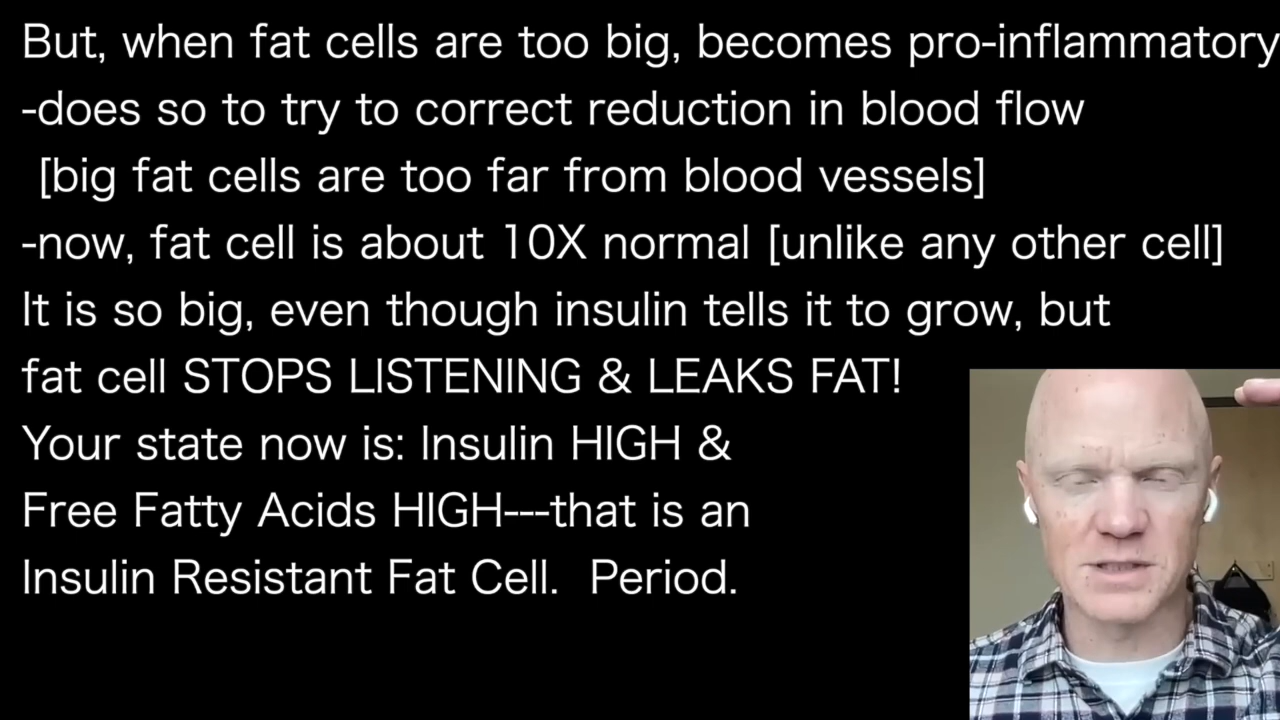 But, when fat cells are too big, becomes pro-inflammatory
-does so to try to correct reduction in blood flow
[big fat cells are too far from blood vessels]
-now, fat cell is about 10X normal [unlike any other cell]
It is so big, even though insulin tells it to grow, but
fat cell STOPS LISTENING & LEAKS FAT!
Your state now is: Insulin HIGH &
Free Fatty Acids HIGH---that is an
Insulin Resistant Fat Cell.  Period.